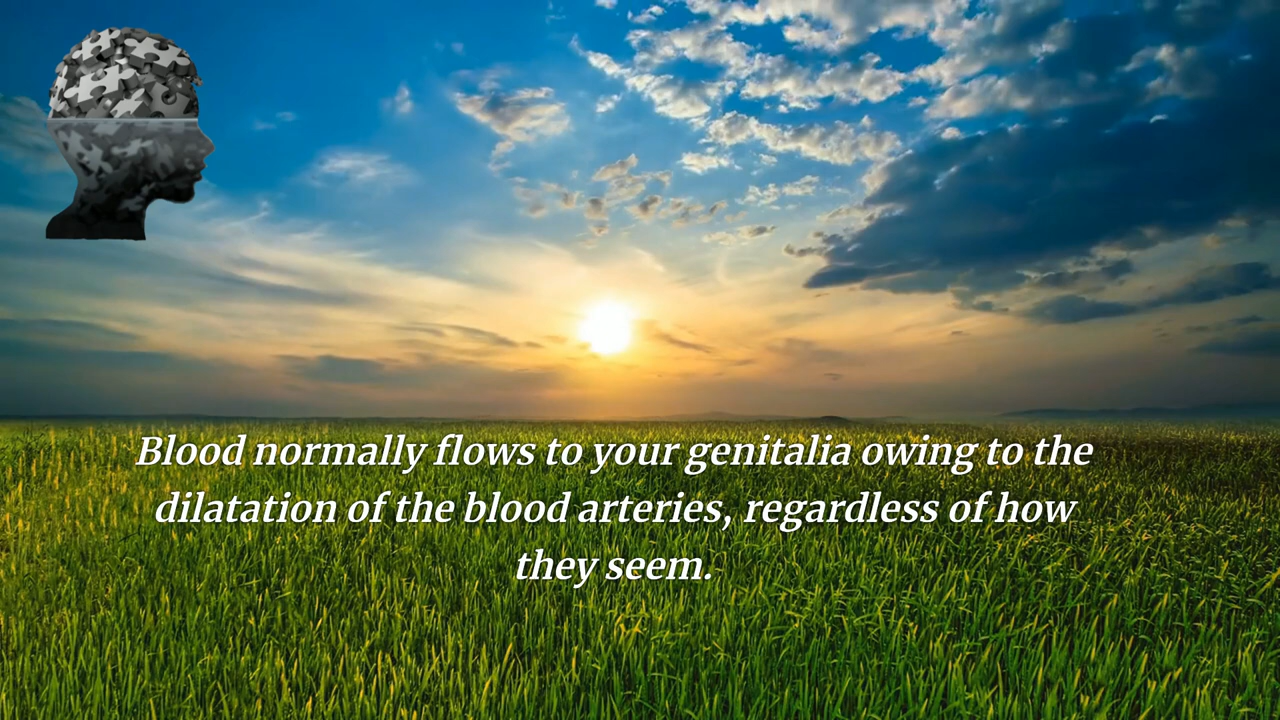 Blood normally flows to your genitalia owing to the
dilatation of the blood arteries, regardless of how
they seem.